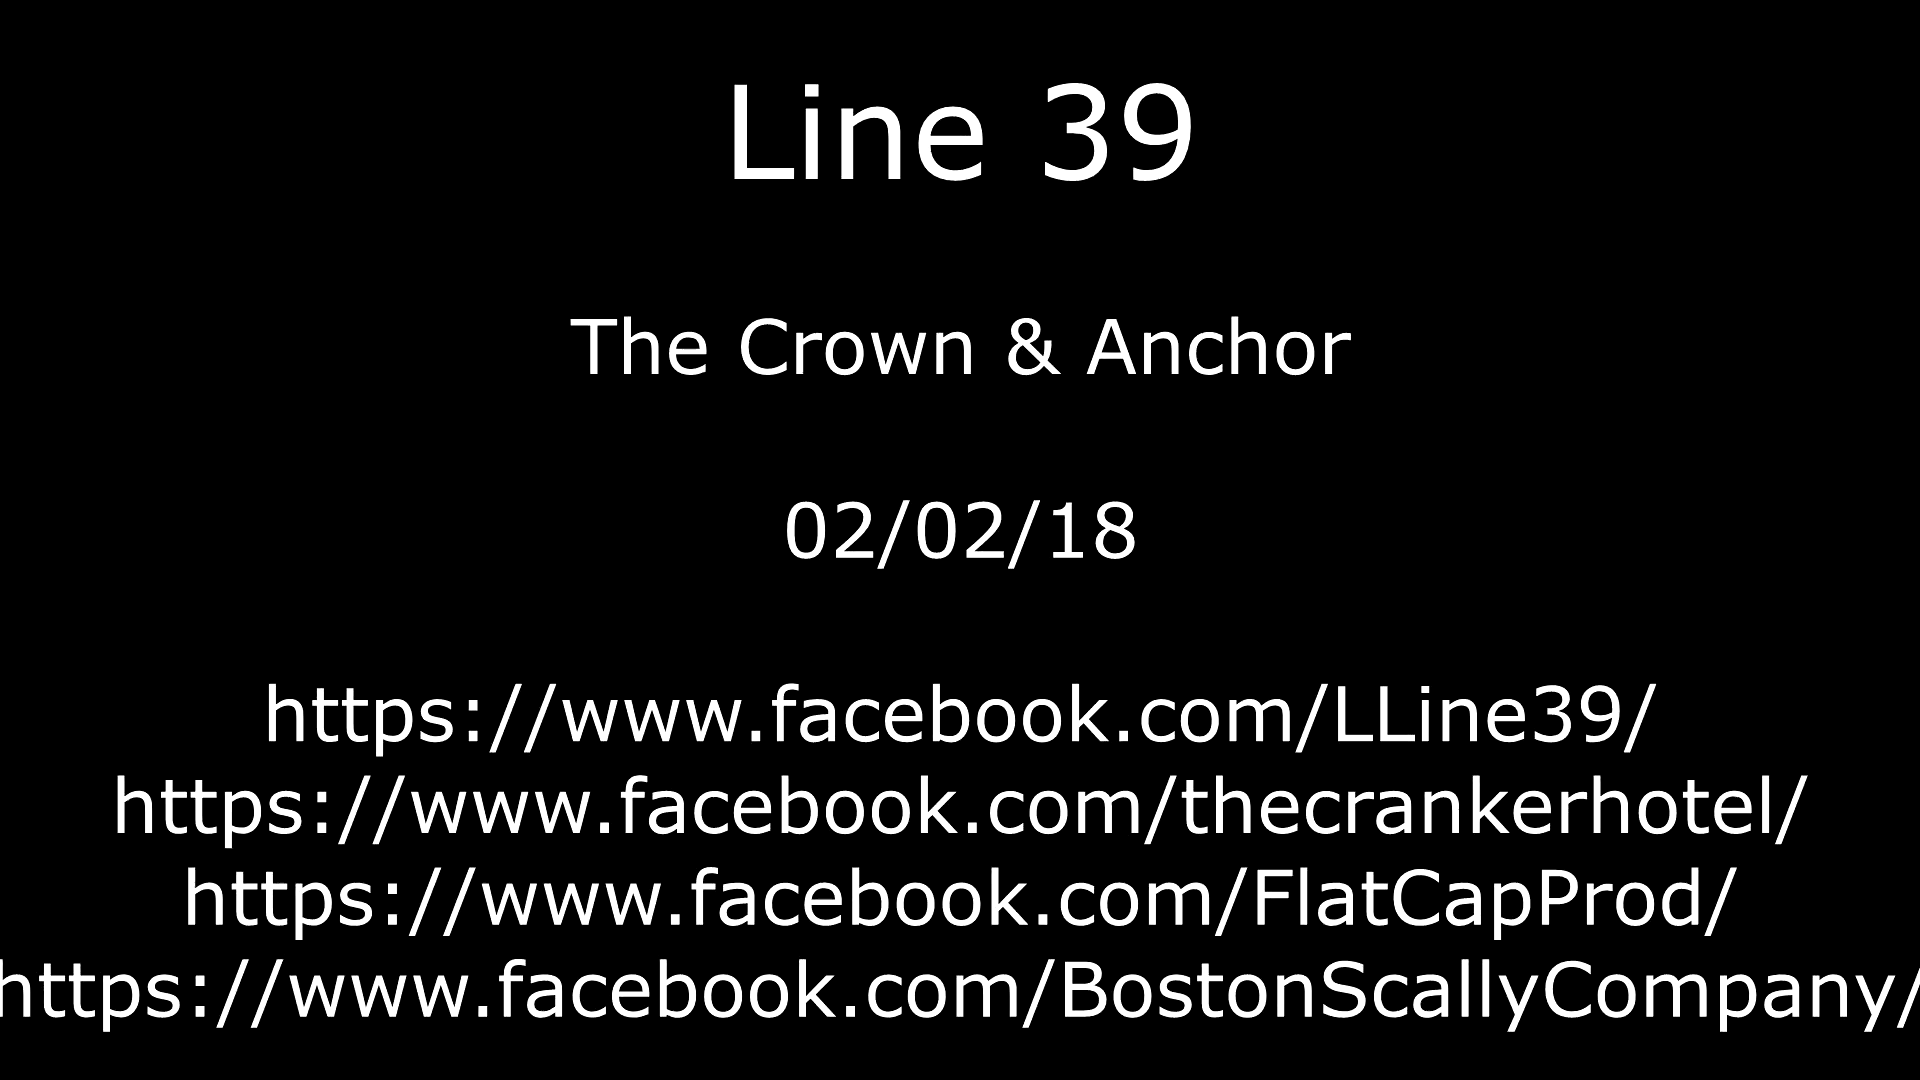 Line 39
The Crown & Anchor
02/02/18
https://www.facebook.com/LLine39/
https://www.facebook.com/thecrankerhotel/
https://www.facebook.com/FlatCapProd/
https://www.facebook.com/BostonScallyCompany/